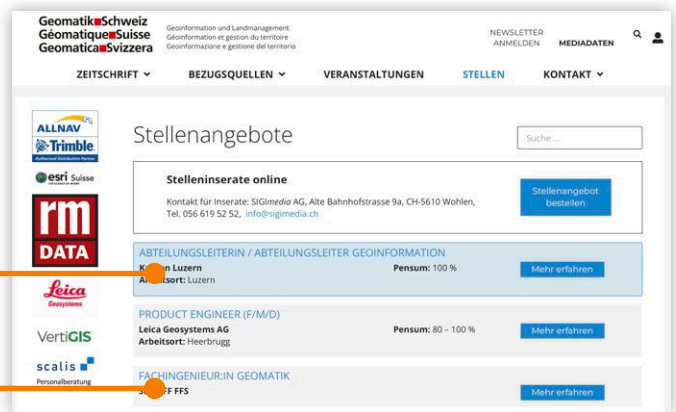 Geomatik Schweiz
Géomatique Suisse
Geomatica Svizzera
Geoinformation und Landmanagement
Géoinformation et gestion du territoire
Geoinformazione e gestione del territorio
NEWSLETTER
ANMELDEN
MEDIADATEN
ZEITSCHRIFT
BEZUGSQUELLEN
VERANSTALTUNGEN
STELLEN
KONTAKT
ALLNAV
Trimble
Authorised Distribution Partner
esri Suisse
rm
DATA
Leica
Geosystems
VertiGIS
scalis
Personalberatung
Stellenangebote
Suche ...
Stelleninserate online
Kontakt für Inserate: SIGImedia AG, Alte Bahnhofstrasse 9a, CH-5610 Wohlen,
Tel. 056 619 52 52, info@sigimedia.ch
Stellenangebot
bestellen
ABTEILUNGSLEITERIN / ABTEILUNGSLEITER GEOINFORMATION
Luzern
Pensum: 100 %
Luzern
Mehr erfahren
PRODUCT ENGINEER (F/M/D)
Leica Geosystems AG
Pensum: 80 – 100 %
Arbeitsort: Heerbrugg
Mehr erfahren
FACHINGENIEUR:IN GEOMATIK
FFS
Mehr erfahren